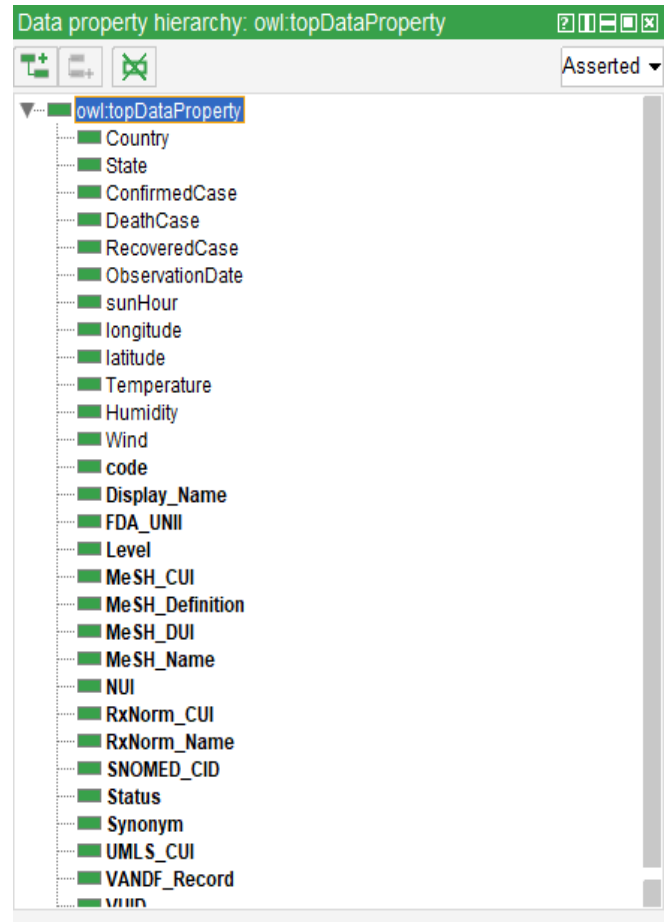 Data property hierarchy: owl:topDataProperty
Asserted
owl:topDataProperty
Country
State
ConfirmedCase
DeathCase
RecoveredCase
ObservationDate
sunHour
longitude
latitude
Temperature
Humidity
Wind
code
Display_Name
FDA_UNII
Level
MeSH_CUI
MeSH_Definition
MeSH_DUI
MeSH_Name
NUI
RxNorm_CUI
RxNorm_Name
SNOMED_CID
Status
Synonym
UMLS_CUI
VANDF_Record
VUID